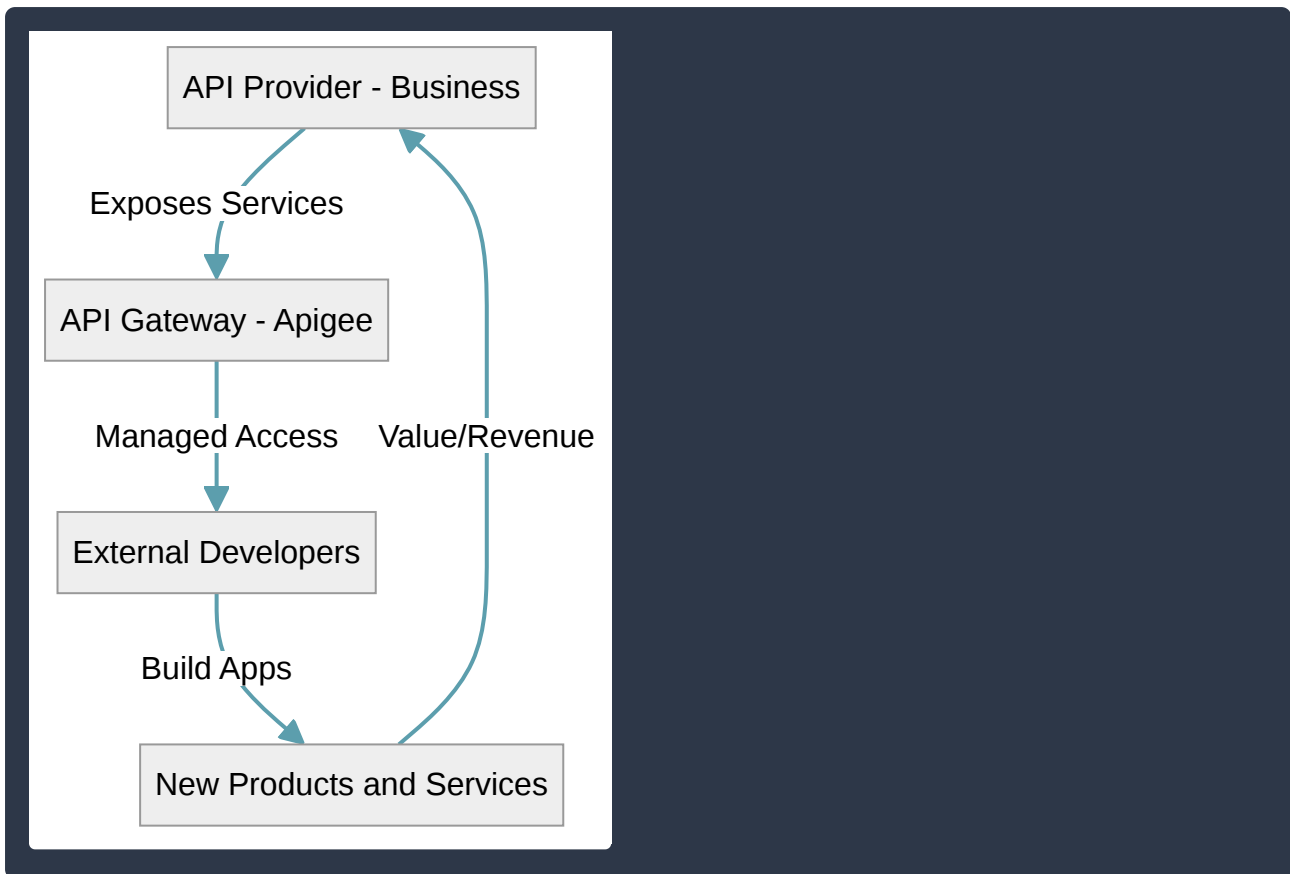 API Provider - Business
Exposes Services
API Gateway - Apigee
Managed Access
Value/Revenue
External Developers
Build Apps
New Products and Services